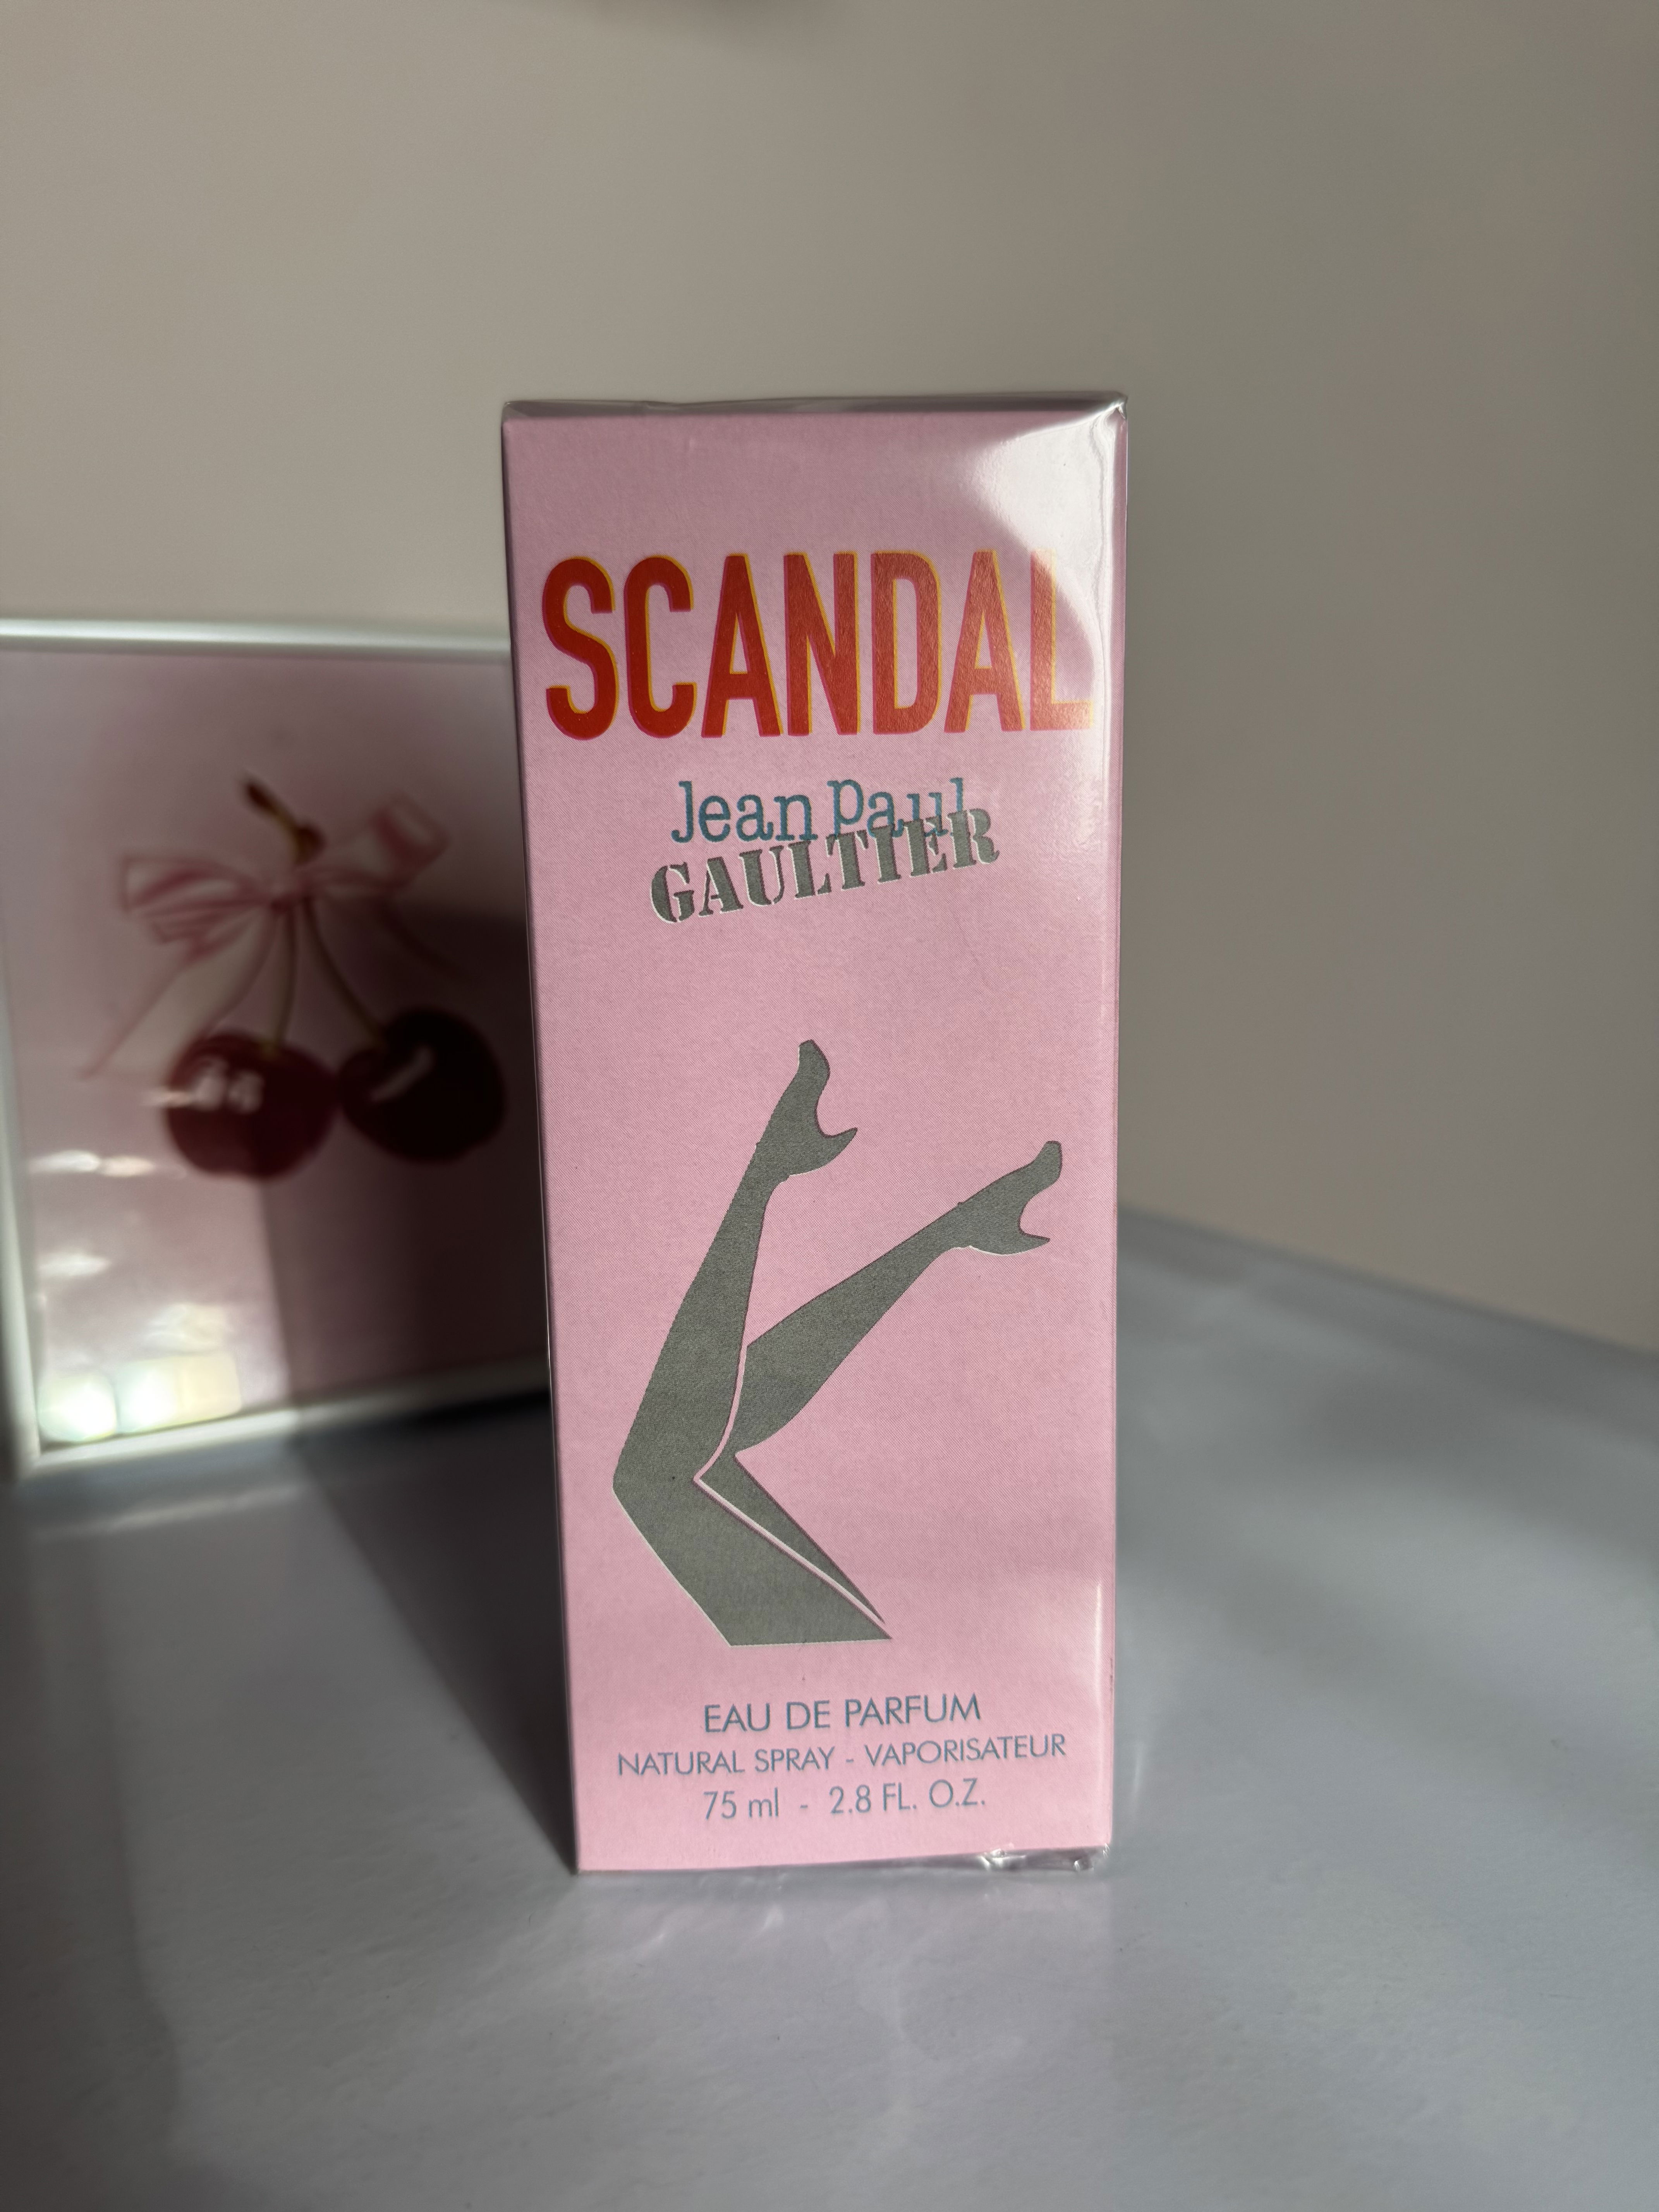 SCANDAL
Jean Paul
GAULTIER
EAU DE PARFUM
NATURAL SPRAY - VAPORISATEUR
75 ml - 2.8 FL. O.Z.